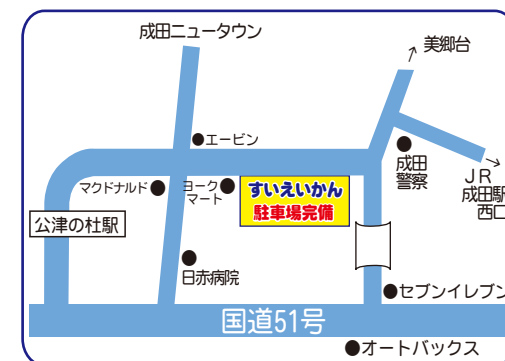 成田ニュータウン
美郷台
エービン
成田
警察
JR
成田駅
西口
マクドナルド
ヨーク
マート
すいえいかん
駐車場完備
公津の杜駅
日赤病院
セブンイレブン
国道51号
オートバックス